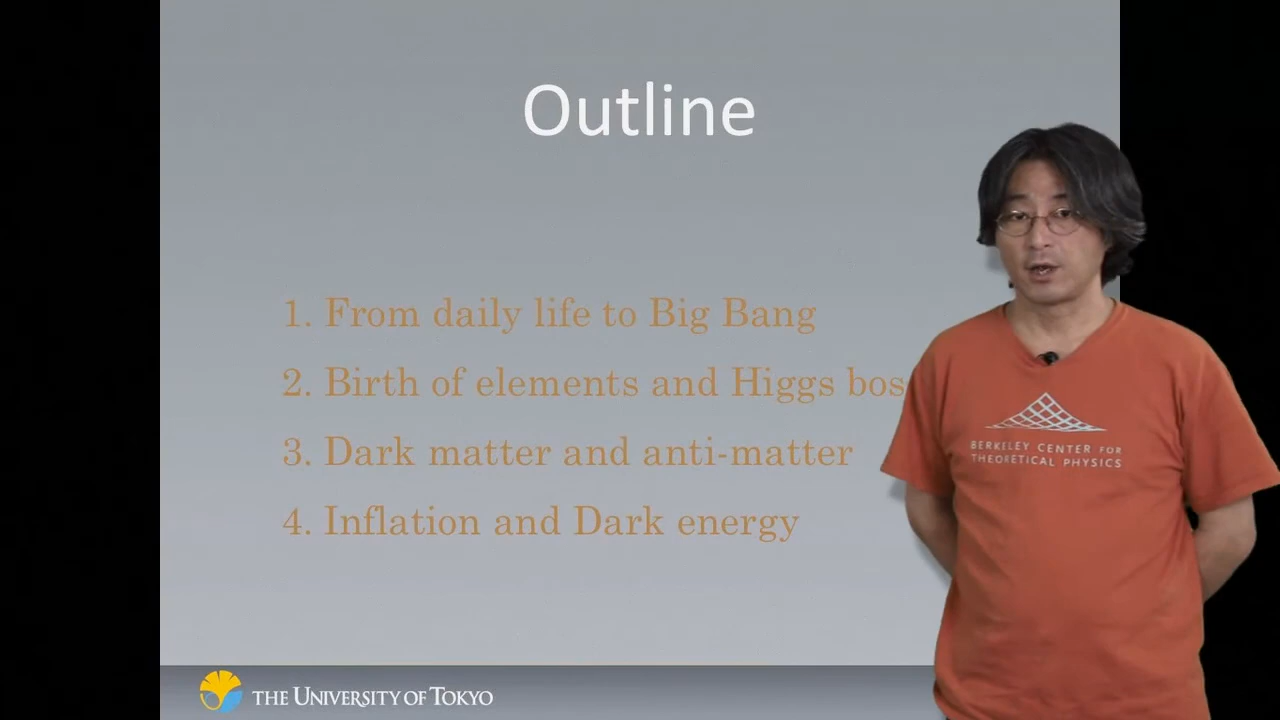 Outline
1. From daily life to Big Bang
2. Birth of elements and Higgs bos
3. Dark matter and anti-matter
4. Inflation and Dark energy
BERKELEY CENTER FOR
THEORETICAL PHYSICS
THE UNIVERSITY OF TOKYO